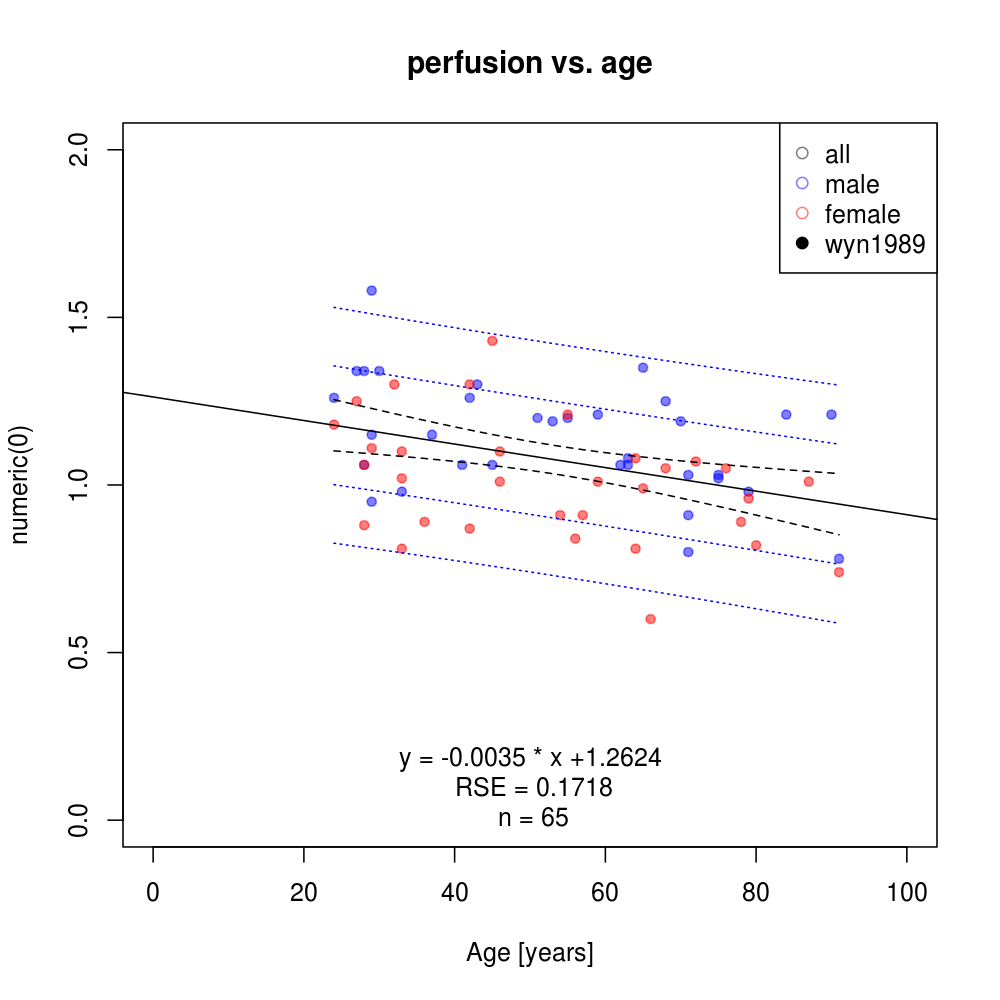 perfusion vs. age
all
male
female
wyn1989
2.0
1.5
1.0
0.5
0.0
numeric(0)
y = -0.0035 * x +1.2624
RSE = 0.1718
n = 65
0 20 40 60 80 100
Age [years]